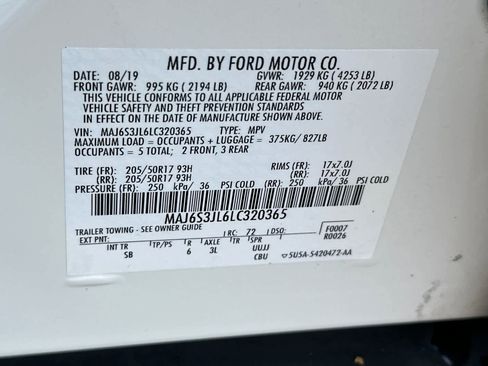 MFD. BY FORD MOTOR CO.
DATE: 08/19 GVWR: 1929 KG ( 4253 LB)
FRONT GAWR: 995 KG ( 2194 LB) REAR GAWR: 940 KG ( 2072 LB)
THIS VEHICLE CONFORMS TO ALL APPLICABLE FEDERAL MOTOR
VEHICLE SAFETY AND THEFT PREVENTION STANDARDS
IN EFFECT ON THE DATE OF MANUFACTURE SHOWN ABOVE.
VIN: MAJ6S3JL6LC320365 TYPE: MPV
MAXIMUM LOAD = OCCUPANTS + LUGGAGE = 375KG/ 827LB
OCCUPANTS = 5 TOTAL; 2 FRONT, 3 REAR
TIRE (FR): 205/50R17 93H RIMS (FR): 17x7.0J
(RR): 205/50R17 93H (RR): 17x7.0J
PRESSURE (FR): 250 kPa/ 36 PSI COLD (RR): 250 kPa/ 36 PSI COLD
MAJ6S3JL6LC320365
TRAILER TOWING - SEE OWNER GUIDE F0007
EXT PNT: RC: 72 DSO: R0026
INT TR TP/PS R AXLE TR SPR UUJJ
SB 6 3L CBU 5U5A-5420472-AA